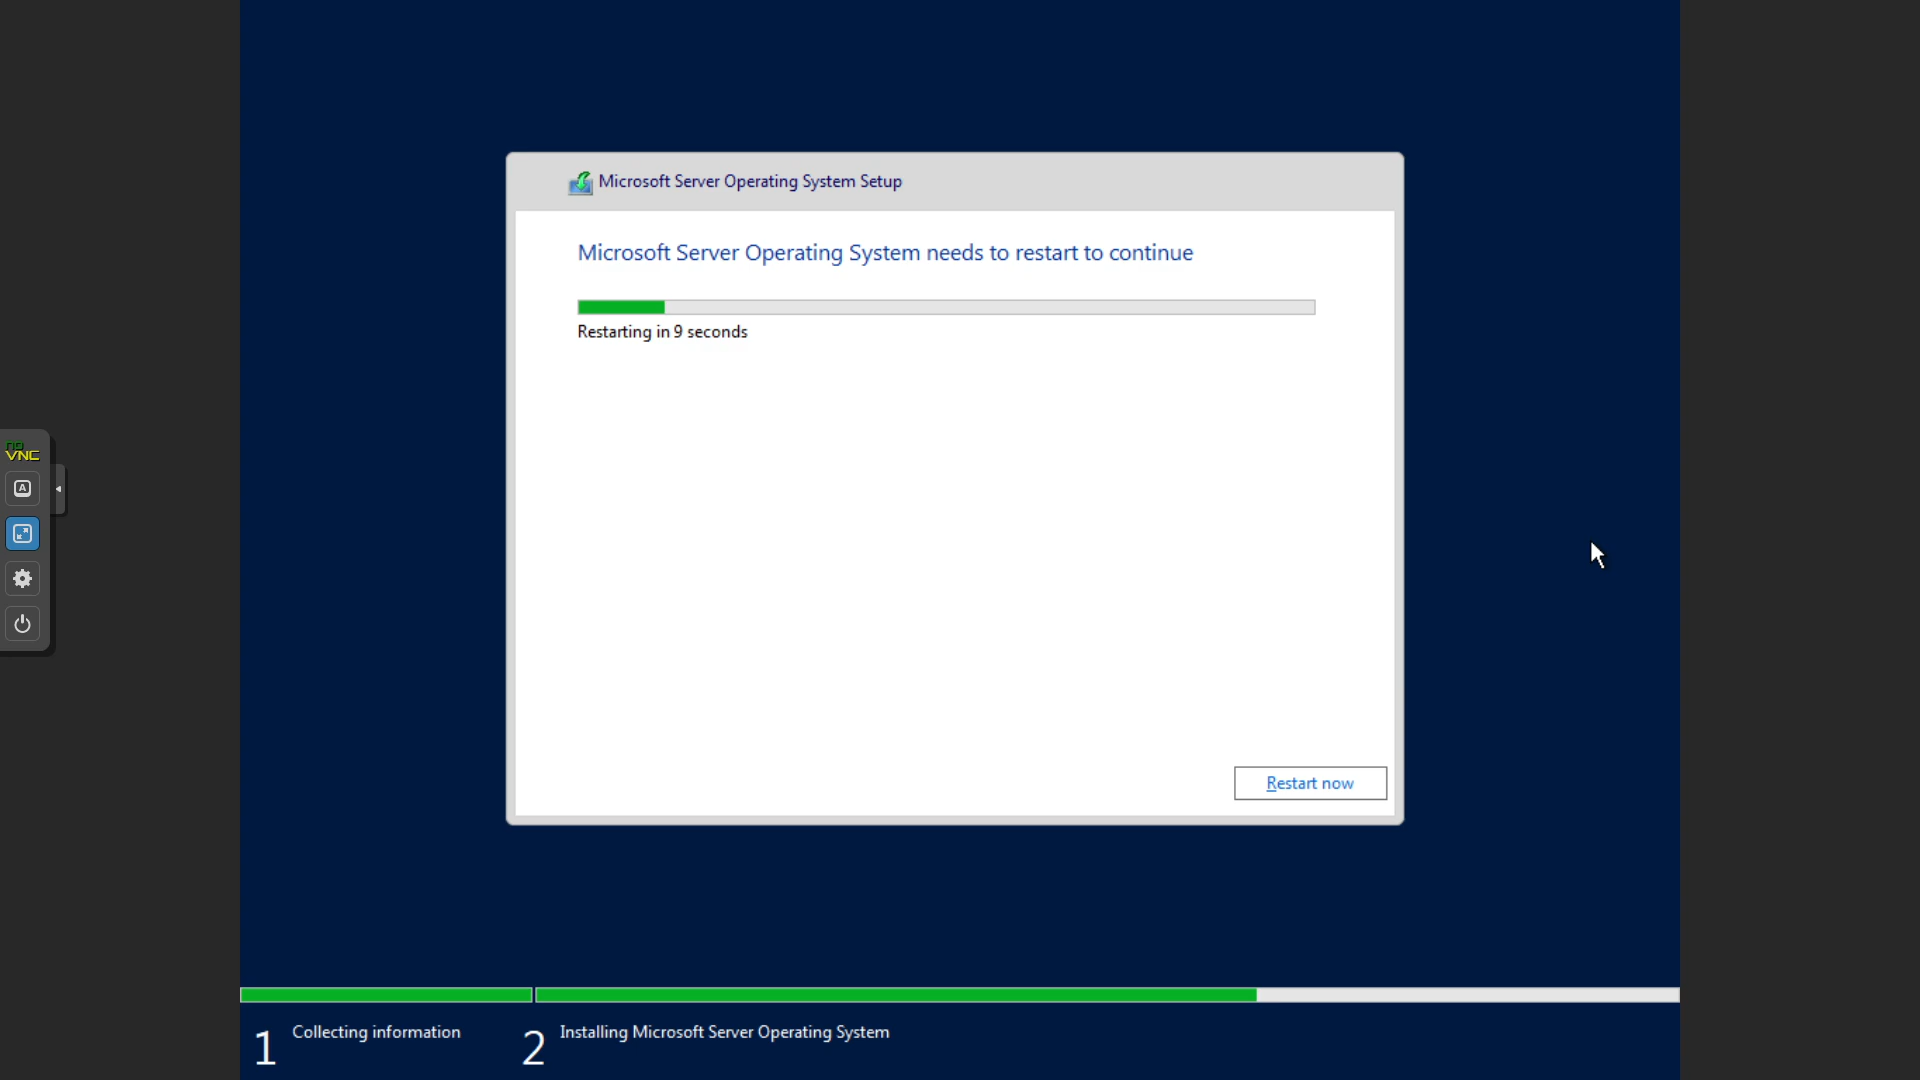 Microsoft Server Operating System Setup
Microsoft Server Operating System needs to restart to continue
Restarting in 9 seconds
no
VNC
A
Restart now
1 Collecting information
2 Installing Microsoft Server Operating System